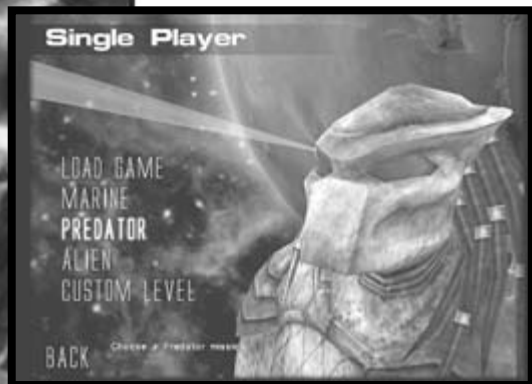 Single Player
LOAD GAME
MARINE
PREDATOR
ALIEN
CUSTOM LEVEL
Choose a Predator
BACK